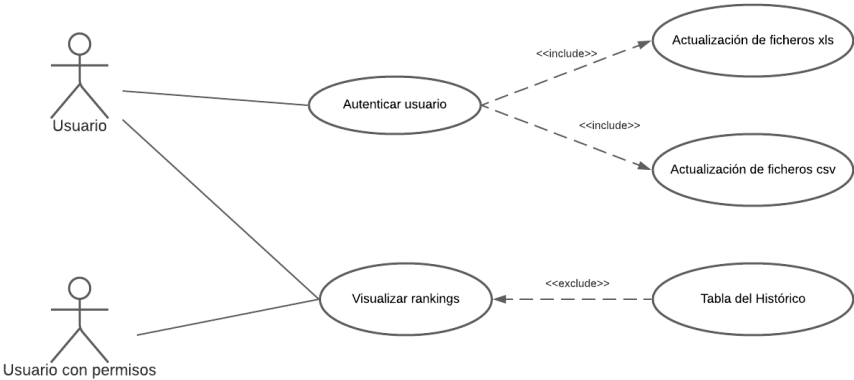 Actualización de ficheros xls
<<include>>
Autenticar usuario
Usuario
<<include>>
Actualización de ficheros csv
<<exclude>>
Visualizar rankings
Tabla del Histórico
Usuario con permisos